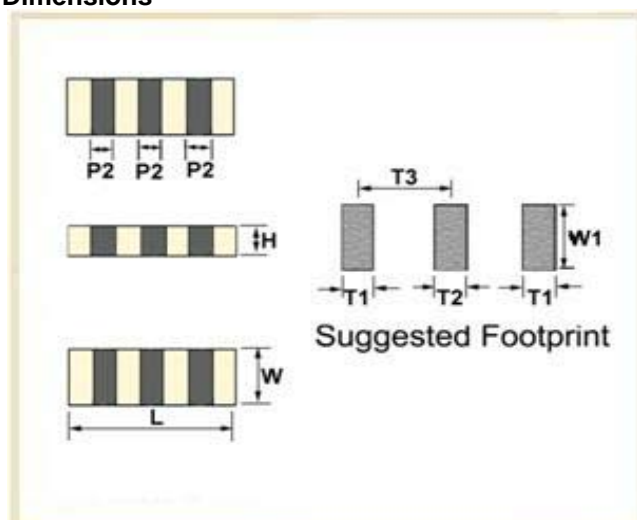 Dimensions
P2 P2 P2
T3
H
W1
T1 T2 T1
Suggested Footprint
W
L